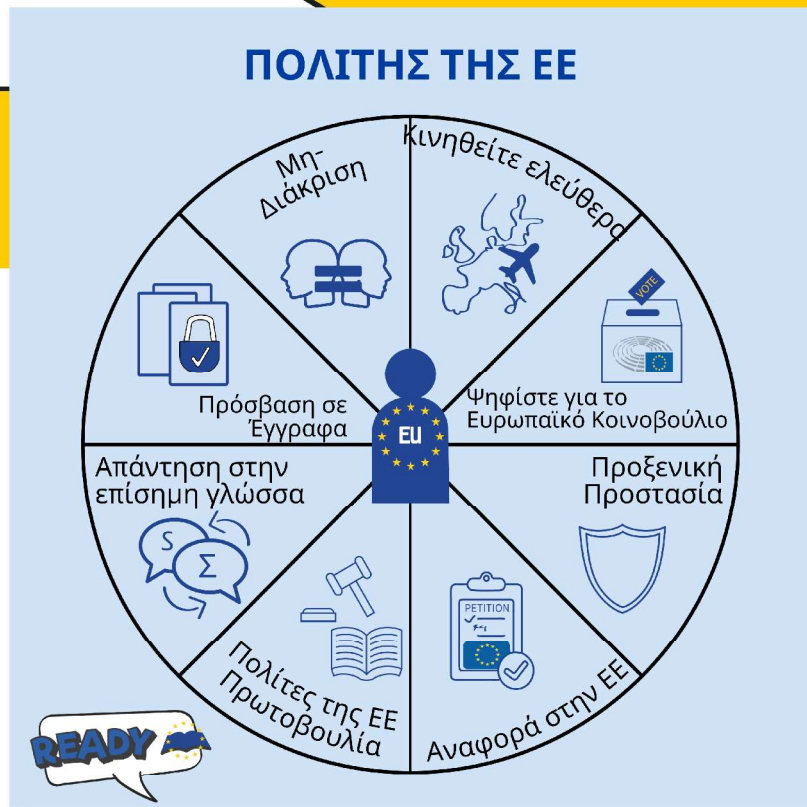 ΠΟΛΙΤΗΣ ΤΗΣ ΕΕ
Μη-
Διάκριση
Κινηθείτε ελεύθερα
VOTE
Ψηφίστε για το
Ευρωπαϊκό Κοινοβούλιο
Πρόσβαση σε
Έγγραφα
EU
Απάντηση στην
επίσημη γλώσσα
S
Σ
Προξενική
Προστασία
PETITION
Πολίτες της ΕΕ
Πρωτοβουλία
Αναφορά στην ΕΕ
READY